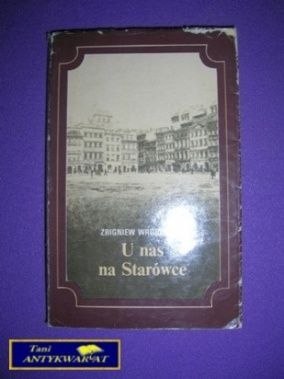 ZBIGNIEW
U nas
na Starówce
Tani
ANTYKWARIAT